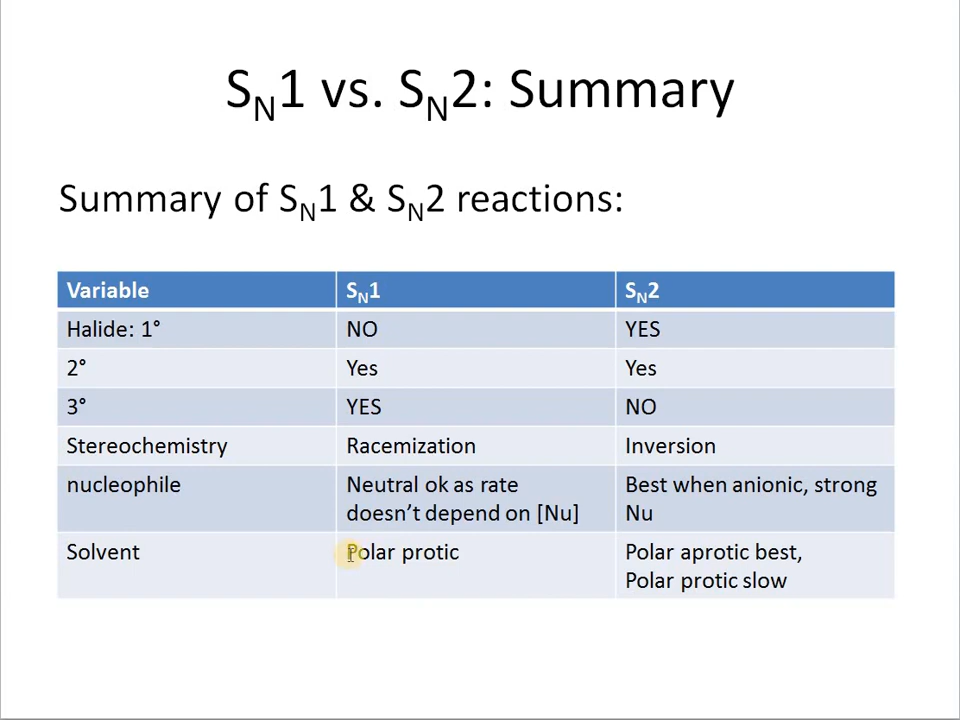 SN1 vs. SN2: Summary
Summary of SN1 & SN2 reactions:
Variable SN1 SN2
Halide: 1° NO YES
2° Yes Yes
3° YES NO
Stereochemistry Racemization Inversion
nucleophile Neutral ok as rate Best when anionic, strong
doesn't depend on [Nu] Nu
Solvent Polar protic Polar aprotic best,
Polar protic slow